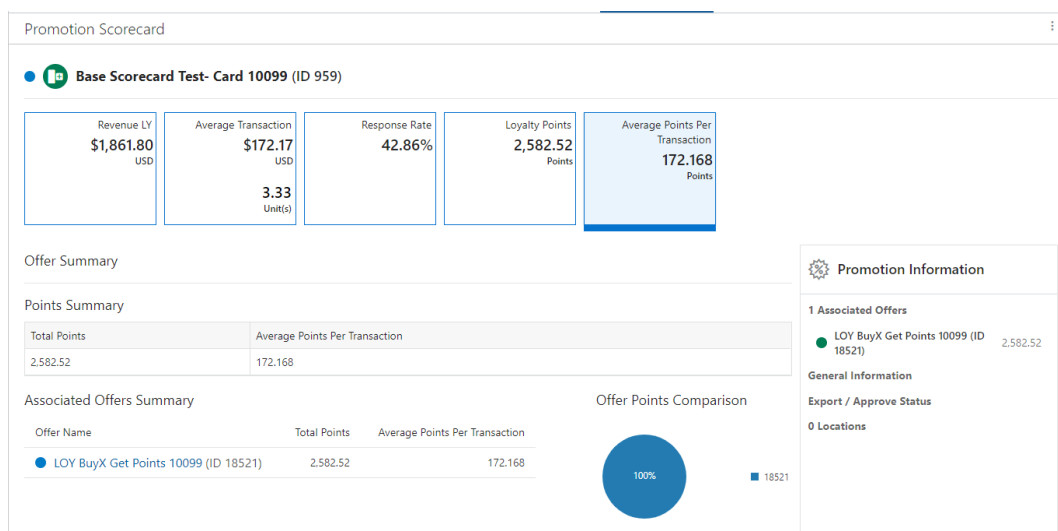 Promotion Scorecard
Base Scorecard Test- Card 10099 (ID 959)
Revenue LY
$1,861.80
USD
Average Transaction
$172.17
USD
3.33
Unit(s)
Response Rate
42.86%
Loyalty Points
2,582.52
Points
Average Points Per
Transaction
172.168
Points
Offer Summary
Points Summary
Total Points Average Points Per Transaction
2,582.52 172.168
Associated Offers Summary
Offer Name Total Points Average Points Per Transaction
LOY BuyX Get Points 10099 (ID 18521) 2,582.52 172.168
Offer Points Comparison
100%
18521
Promotion Information
1 Associated Offers
LOY BuyX Get Points 10099 (ID
18521)
2,582.52
General Information
Export / Approve Status
0 Locations